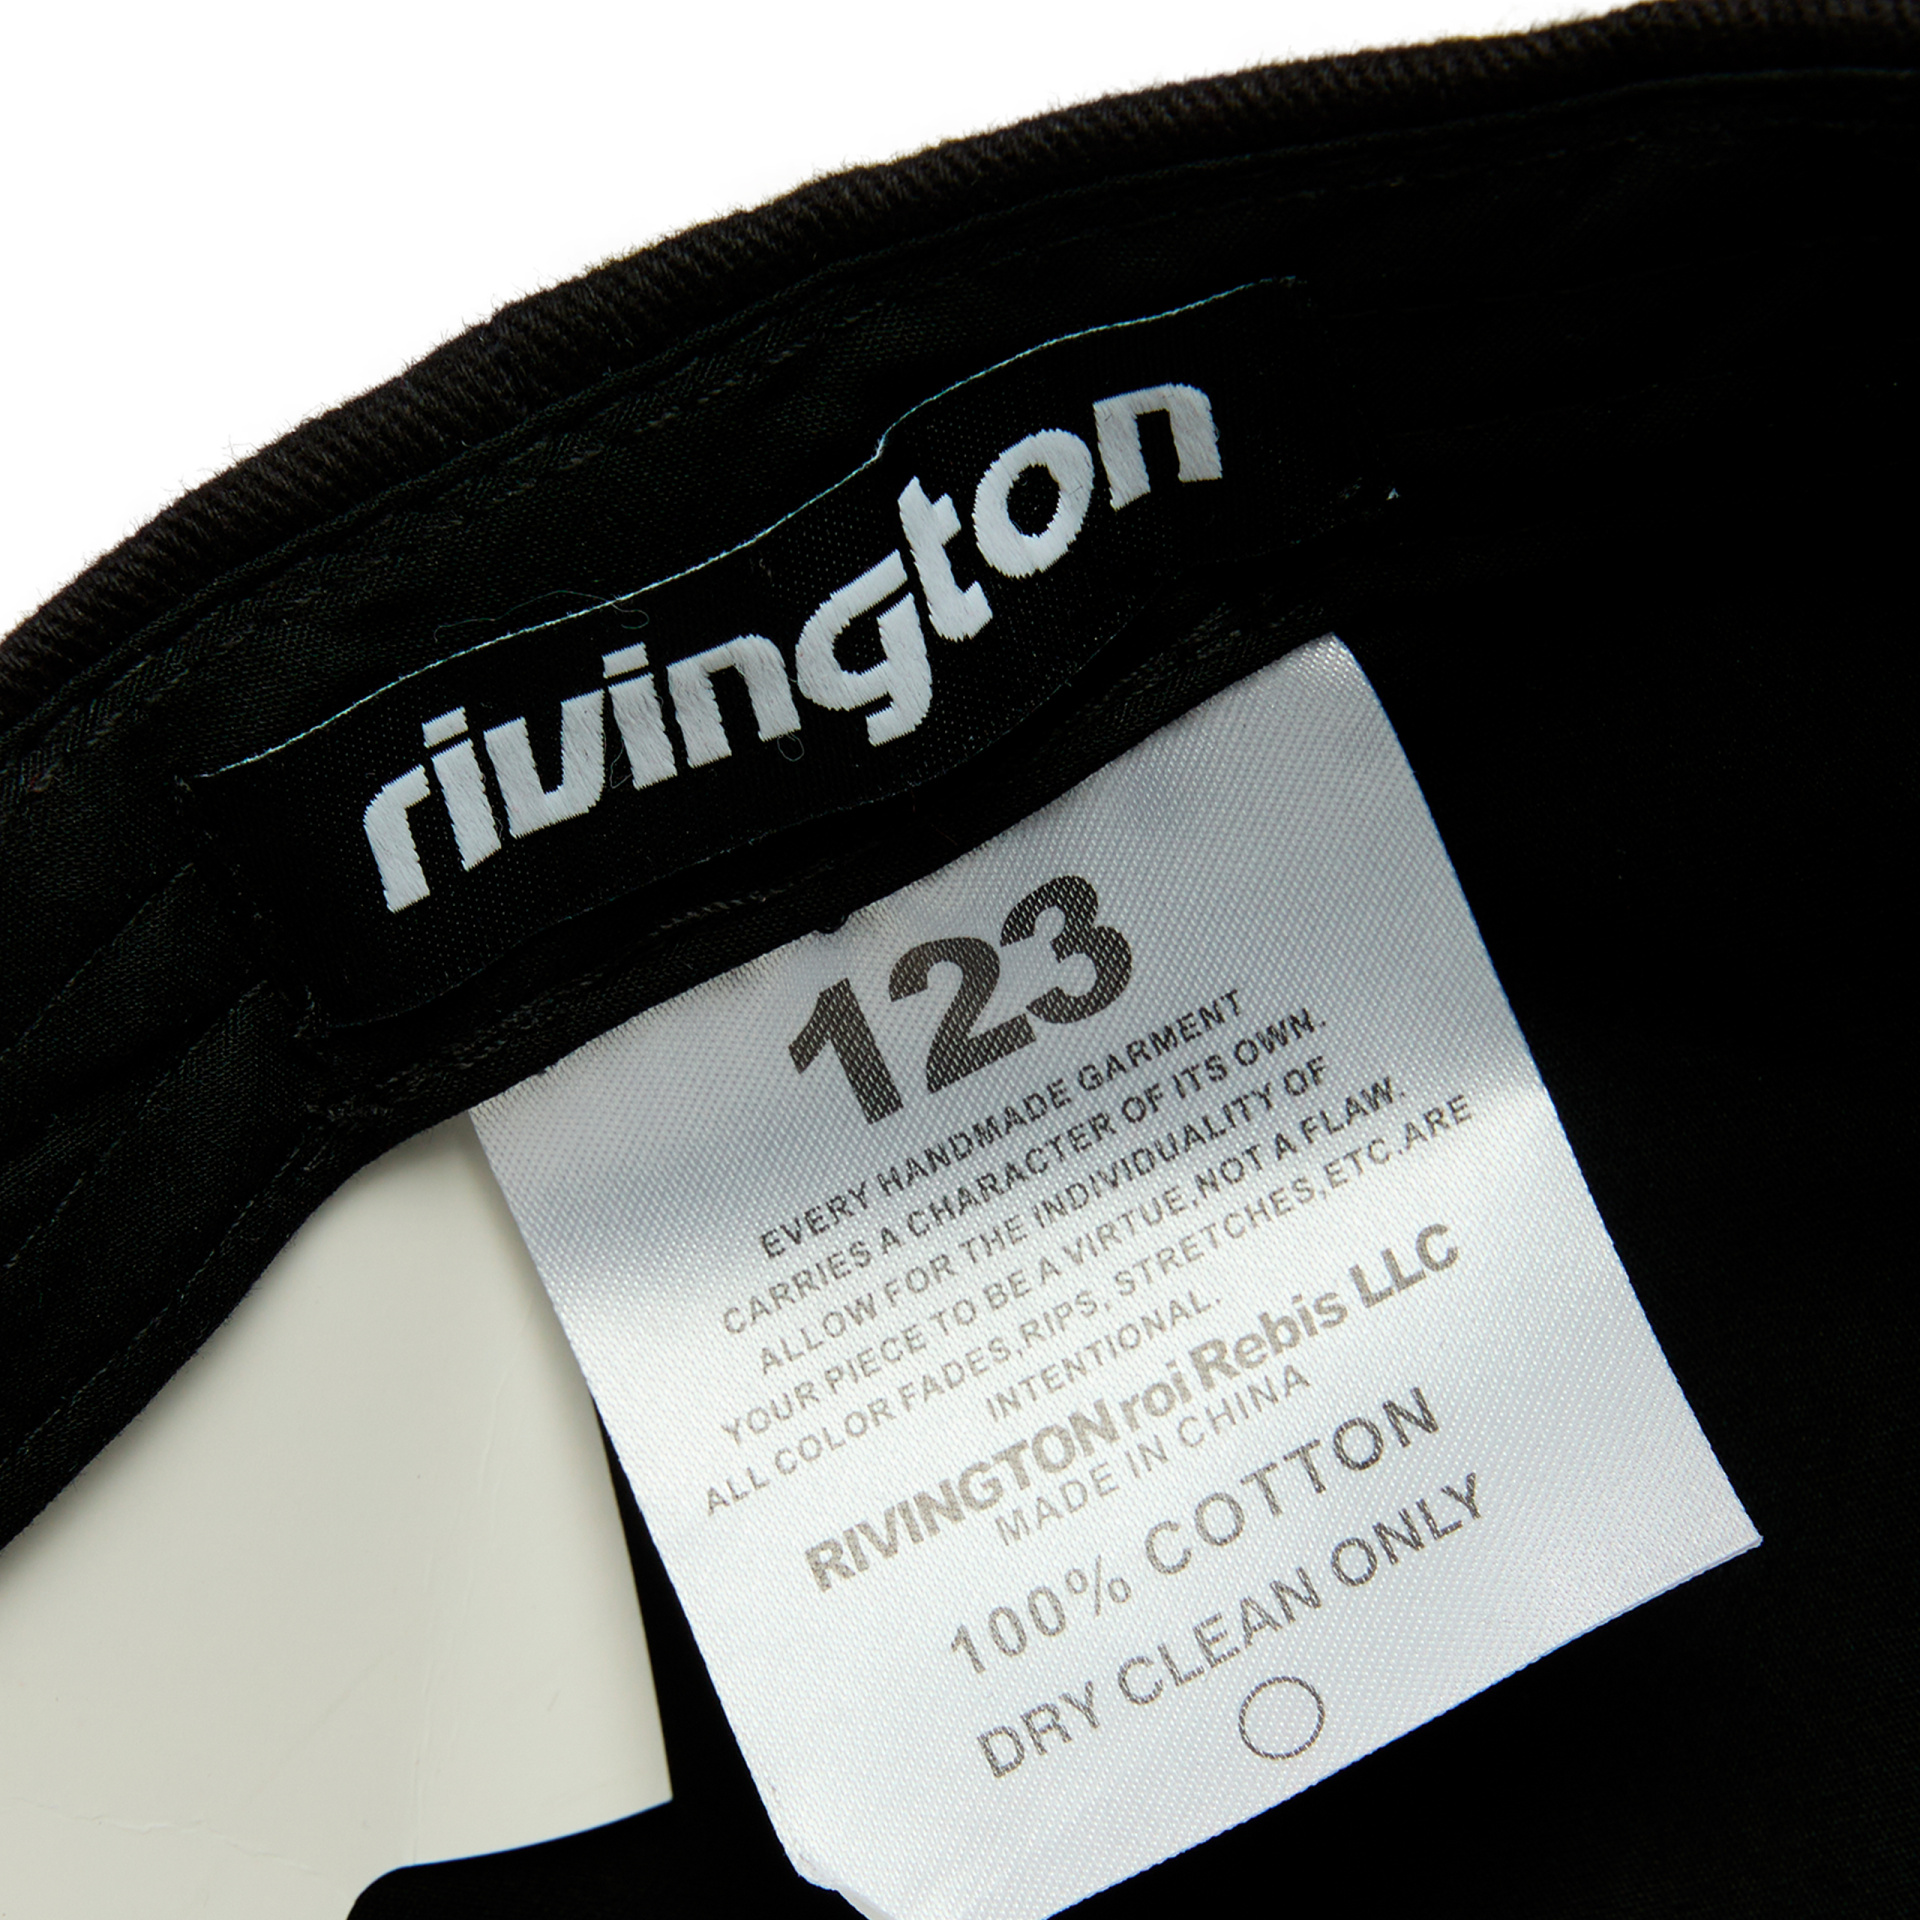 rivington
123
EVERY HANDMADE GARMENT
CARRIES A CHARACTER OF ITS OWN.
ALLOW FOR THE INDIVIDUALITY OF
YOUR PIECE TO BE A VIRTUE,NOT A FLAW.
ALL COLOR FADES,RIPS, STRETCHES,ETC.ARE
INTENTIONAL.
RIVINGTON roi Rebis LLC
MADE IN CHINA
100% COTTON
DRY CLEAN ONLY